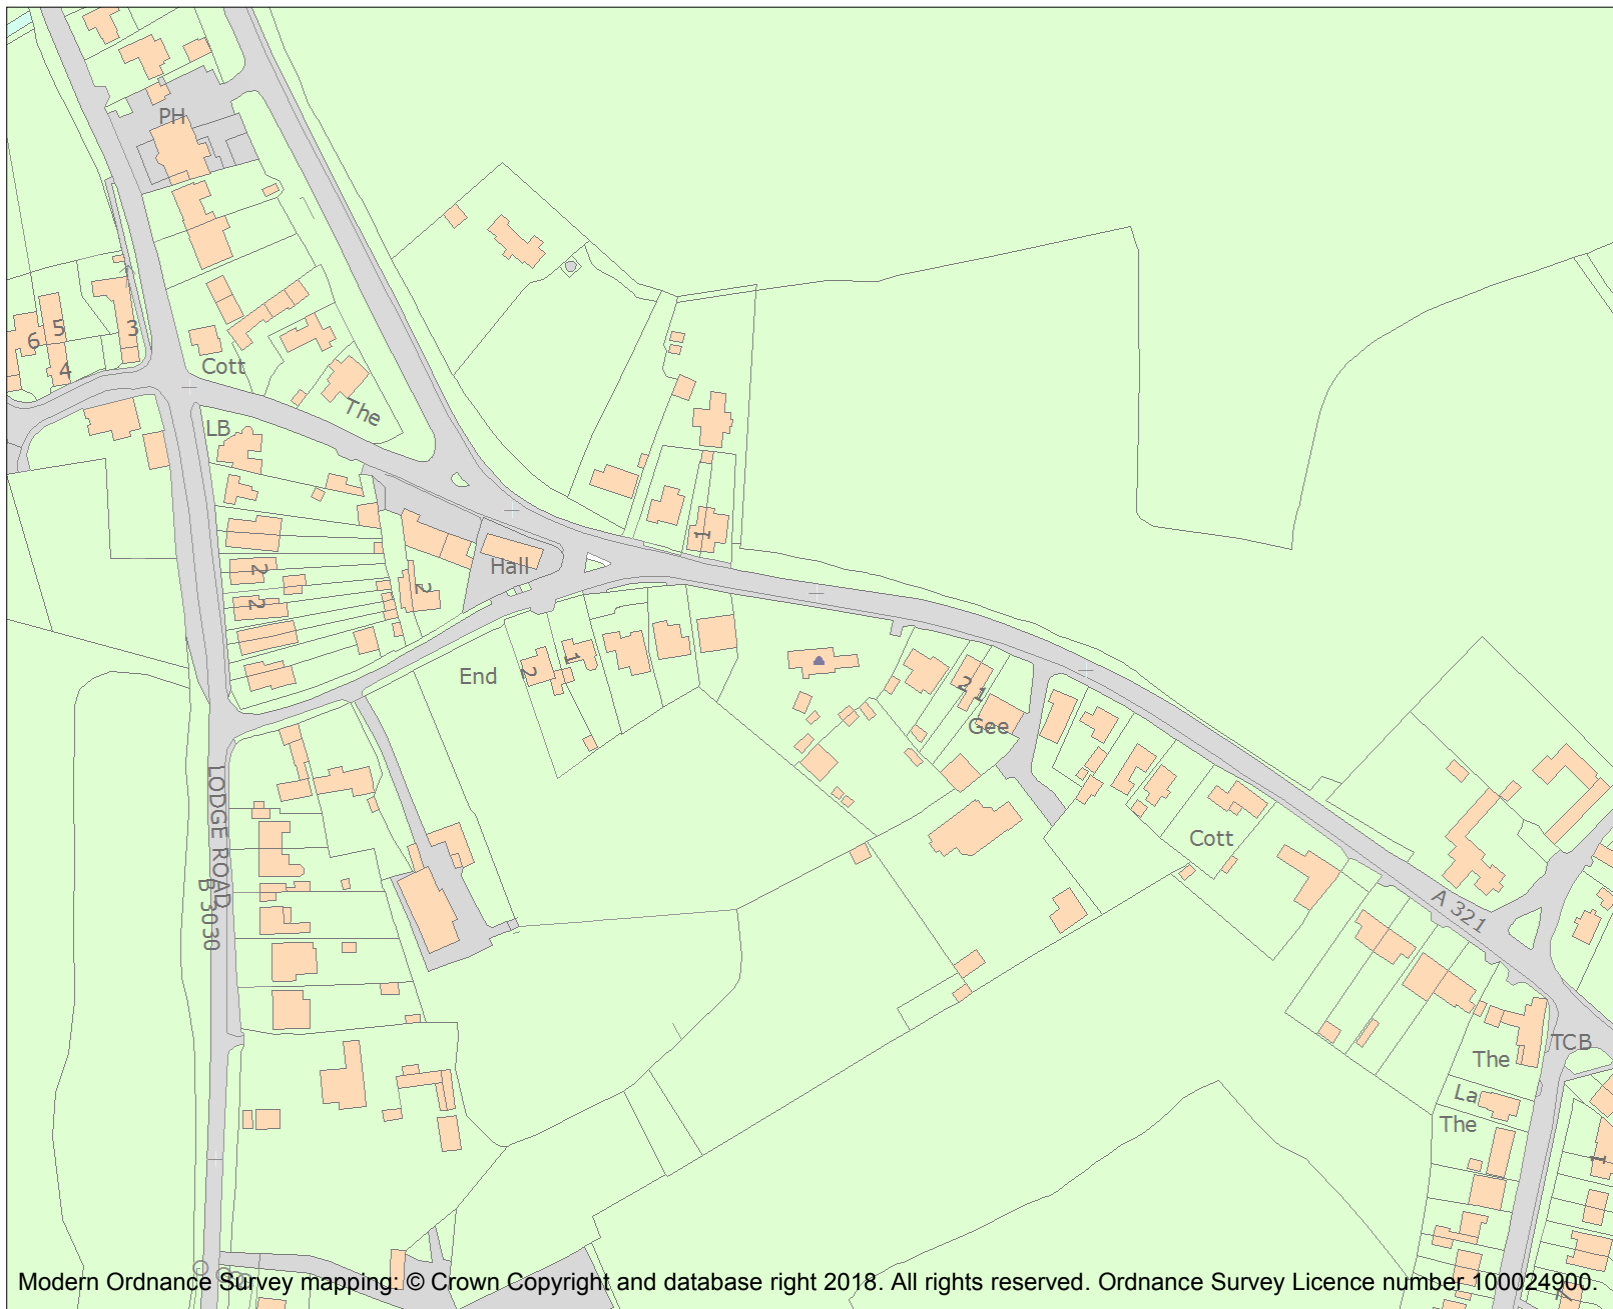 PH
5
3
6
4
Cott
The
LB
Hall
1
2
2
2
End
2
1
2 1
Gee
LODGE ROAD
B 3030
Cott
A 321
TCB
The
La
The
1
Modern Ordnance Survey mapping: © Crown Copyright and database right 2018. All rights reserved. Ordnance Survey Licence number 100024900.